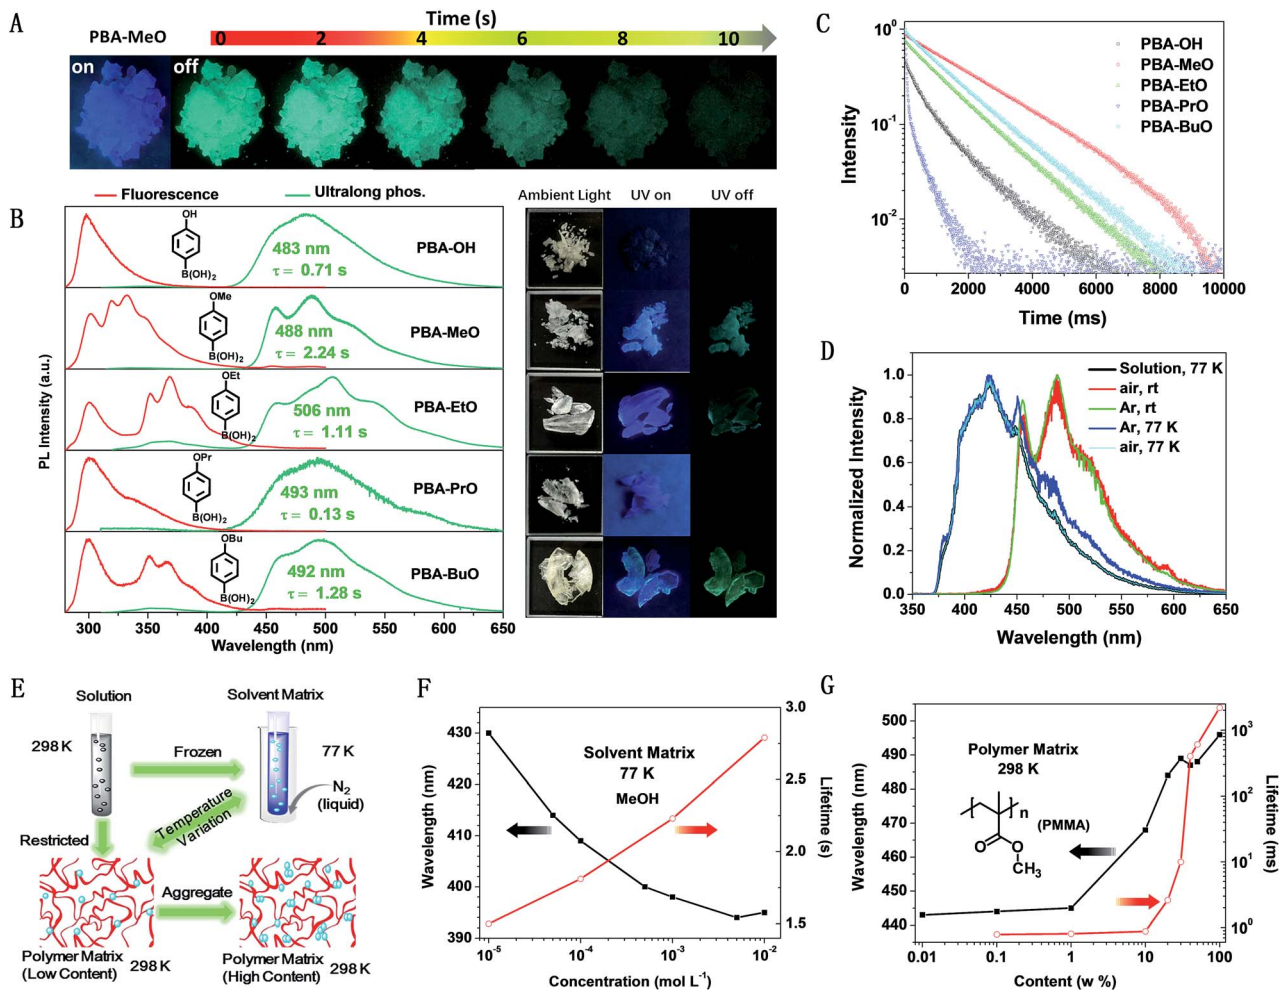 A
Time (s)
PBA-MeO
0 2 4 6 8 10
on off
B
Fluorescence Ultralong phos.
Ambient Light UV on UV off
OH
B(OH)2
483 nm
τ = 0.71 s
PBA-OH
OMe
B(OH)2
488 nm
τ = 2.24 s
PBA-MeO
OEt
B(OH)2
506 nm
τ = 1.11 s
PBA-EtO
OPr
B(OH)2
493 nm
τ = 0.13 s
PBA-PrO
OBu
B(OH)2
492 nm
τ = 1.28 s
PBA-BuO
PL Intensity (a.u.)
300 350 400 450 500 550 600 650
Wavelength (nm)
C
10^0
10^-1
10^-2
Intensity
PBA-OH
PBA-MeO
PBA-EtO
PBA-PrO
PBA-BuO
0 2000 4000 6000 8000 10000
Time (ms)
D
1.0
0.8
0.6
0.4
0.2
0.0
Normalized Intensity
Solution, 77 K
air, rt
Ar, rt
Ar, 77 K
air, 77 K
350 400 450 500 550 600 650
Wavelength (nm)
E
Solution
Solvent Matrix
298 K
Frozen
77 K
N2
(liquid)
Temperature
Variation
Restricted
Aggregate
Polymer Matrix
(Low Content)
298 K
Polymer Matrix
(High Content)
298 K
F
430
420
410
400
390
Wavelength (nm)
Solvent Matrix
77 K
MeOH
3.0
2.5
2.0
1.5
Lifetime (s)
10^-5 10^-4 10^-3 10^-2
Concentration (mol L^-1)
G
500
490
480
470
460
450
440
Wavelength (nm)
Polymer Matrix
298 K
n
(PMMA)
O
O
CH3
10^3
10^2
10^1
10^0
Lifetime (ms)
0.01 0.1 1 10 100
Content (w %)